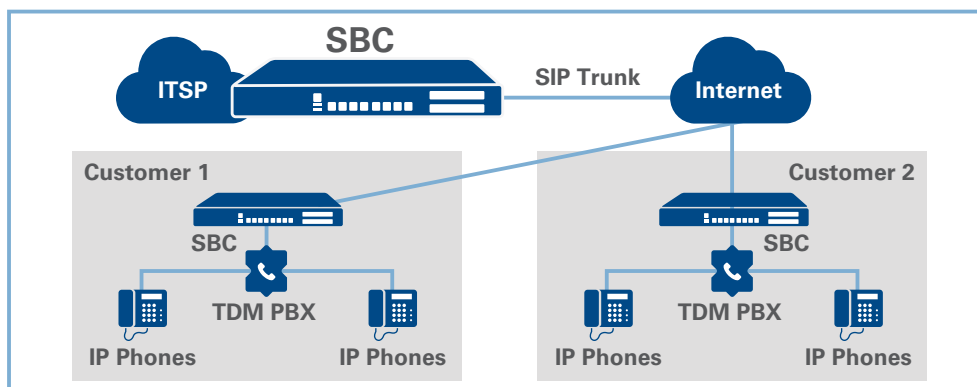 SBC
ITSP
SIP Trunk
Internet
Customer 1
SBC
TDM PBX
IP Phones
IP Phones
Customer 2
SBC
TDM PBX
IP Phones
IP Phones